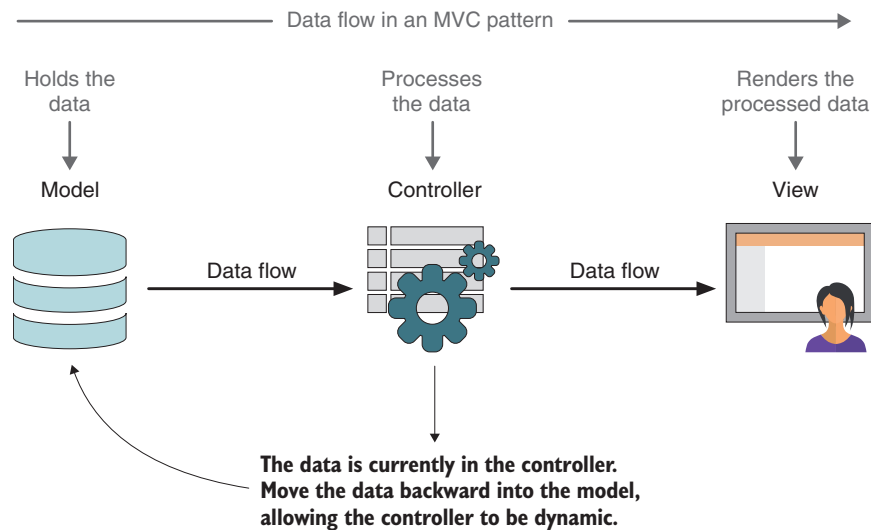 Data flow in an MVC pattern
Holds the
data
Processes
the data
Renders the
processed data
Model
Controller
View
Data flow
Data flow
The data is currently in the controller.
Move the data backward into the model,
allowing the controller to be dynamic.